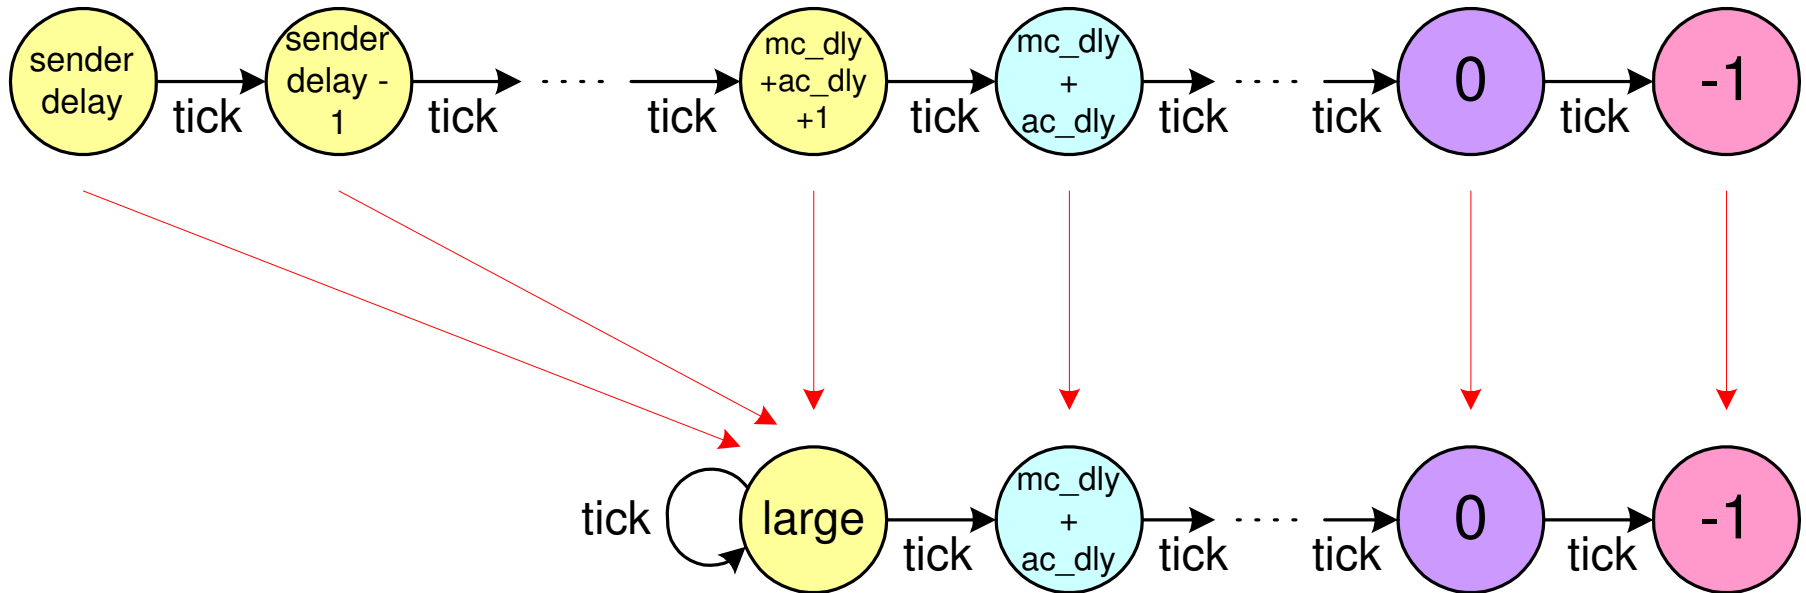 sender
delay
tick
sender
delay -
1
tick
tick
mc_dly
+ac_dly
+1
tick
mc_dly
+
ac_dly
tick
tick
0
tick
-1
tick
large
tick
mc_dly
+
ac_dly
tick
tick
0
tick
-1